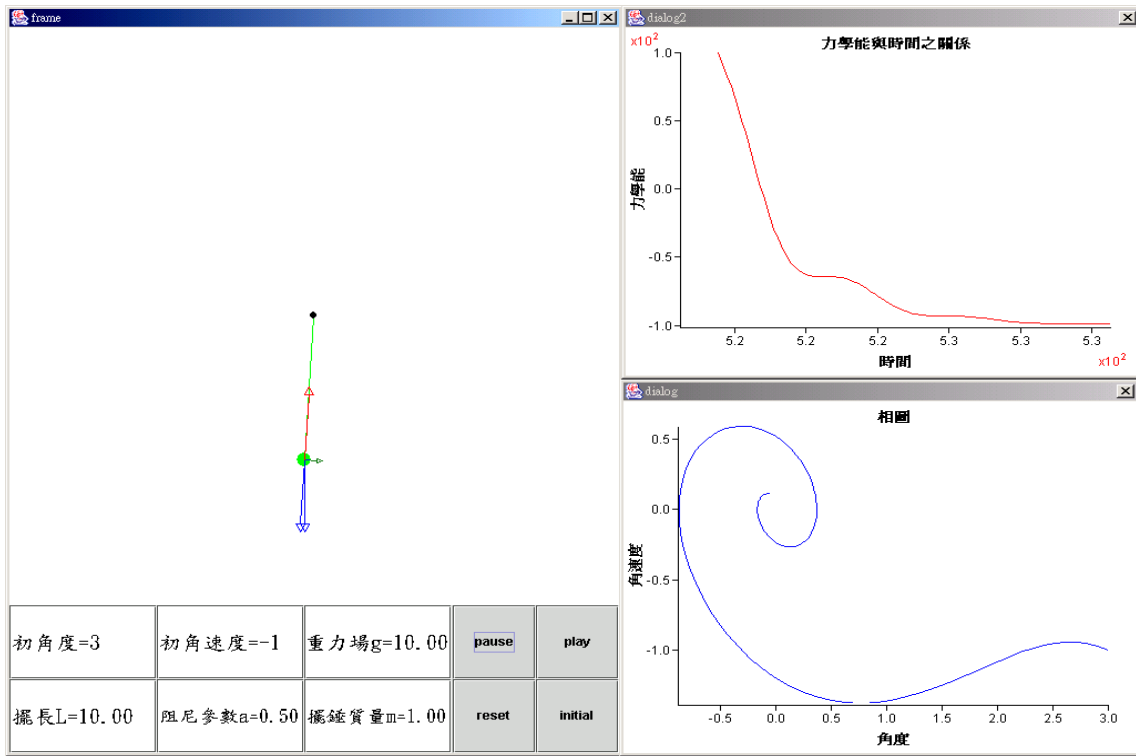 frame
初角度=3
初角速度=-1
重力場g=10.00
pause
play
擺長L=10.00
阻尼參數a=0.50
擺錘質量m=1.00
reset
initial
dialog2
力學能與時間之關係
x10²
1.0
0.5
0.0
-0.5
-1.0
力學能
5.2
5.2
5.2
5.3
5.3
5.3
時間
x10²
dialog
相圖
0.5
0.0
-0.5
-1.0
角速度
-0.5
0.0
0.5
1.0
1.5
2.0
2.5
3.0
角度